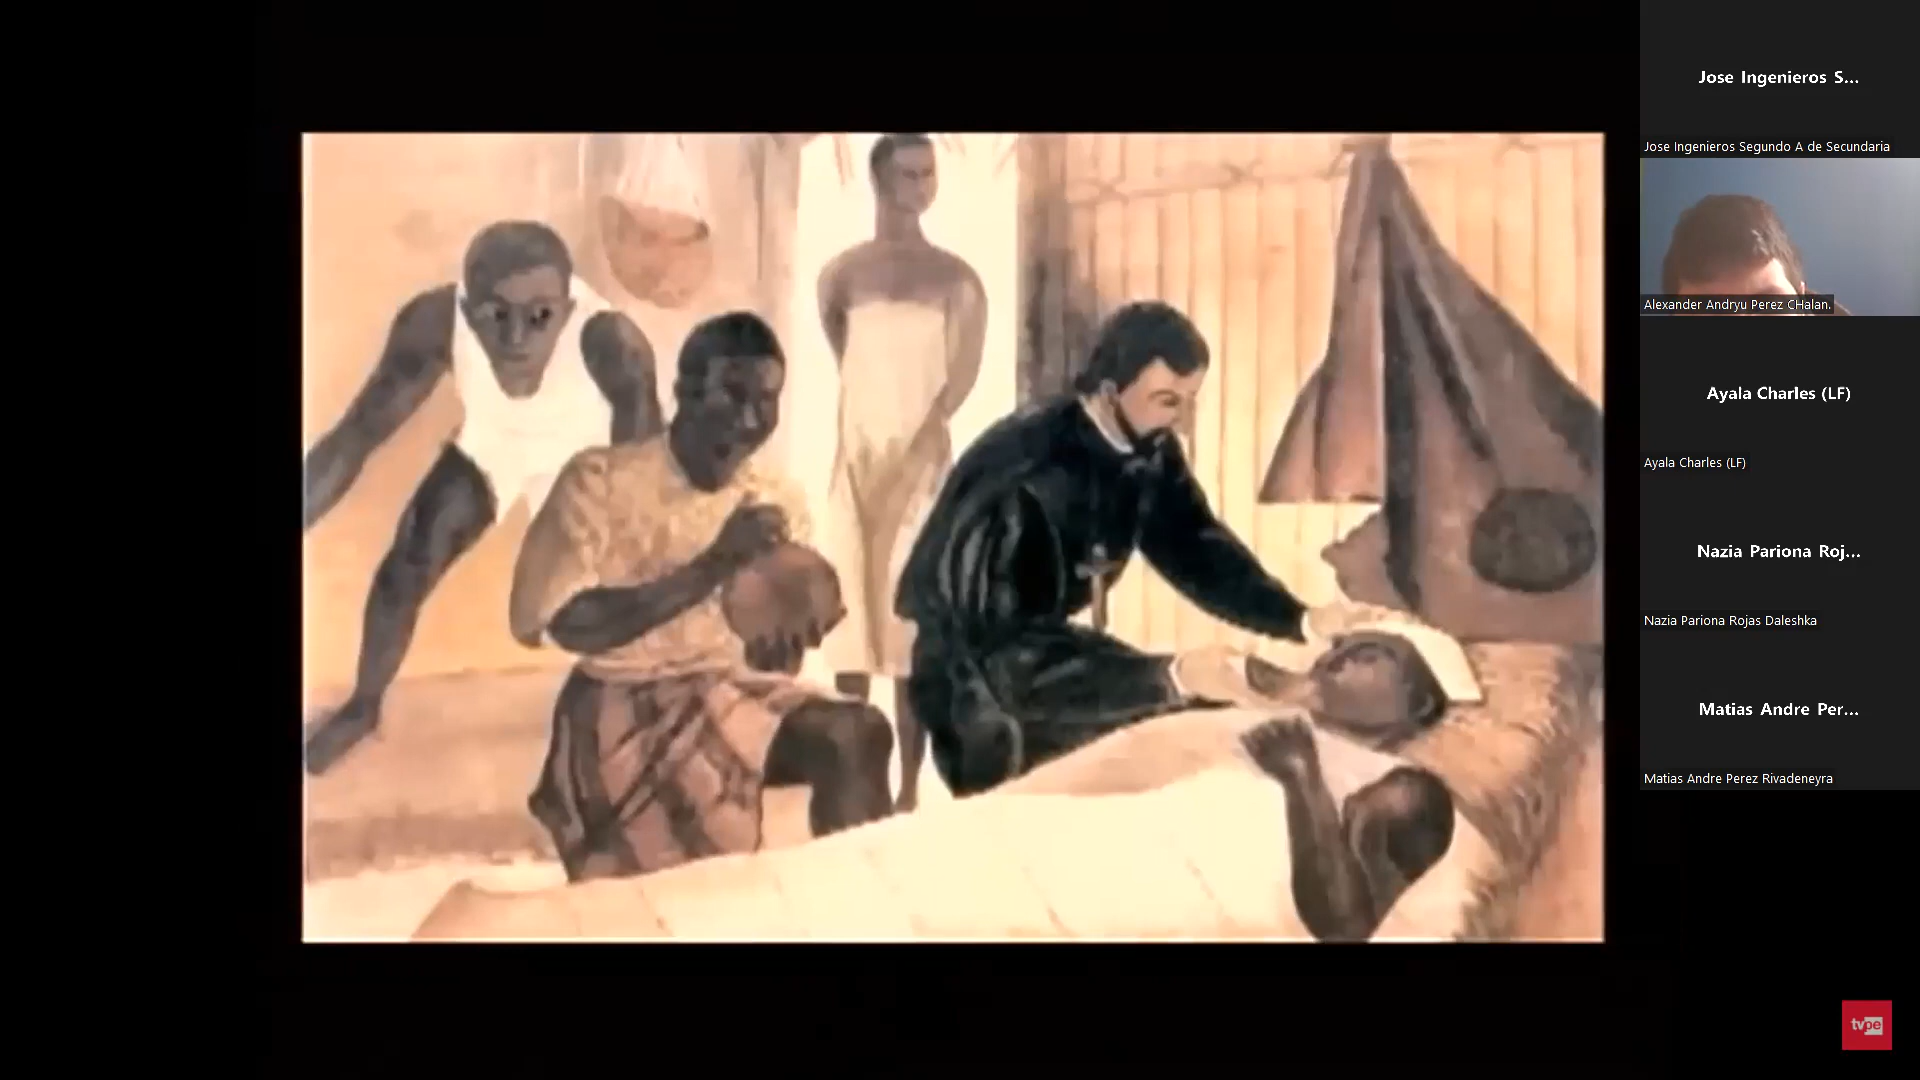 Jose Ingenieros S...
Jose Ingenieros Segundo A de Secundaria
Alexander Andryu Perez CHalan.
Ayala Charles (LF)
Ayala Charles (LF)
Nazia Pariona Roj...
Nazia Pariona Rojas Daleshka
Matias Andre Per...
Matias Andre Perez Rivadeneyra
tvpe